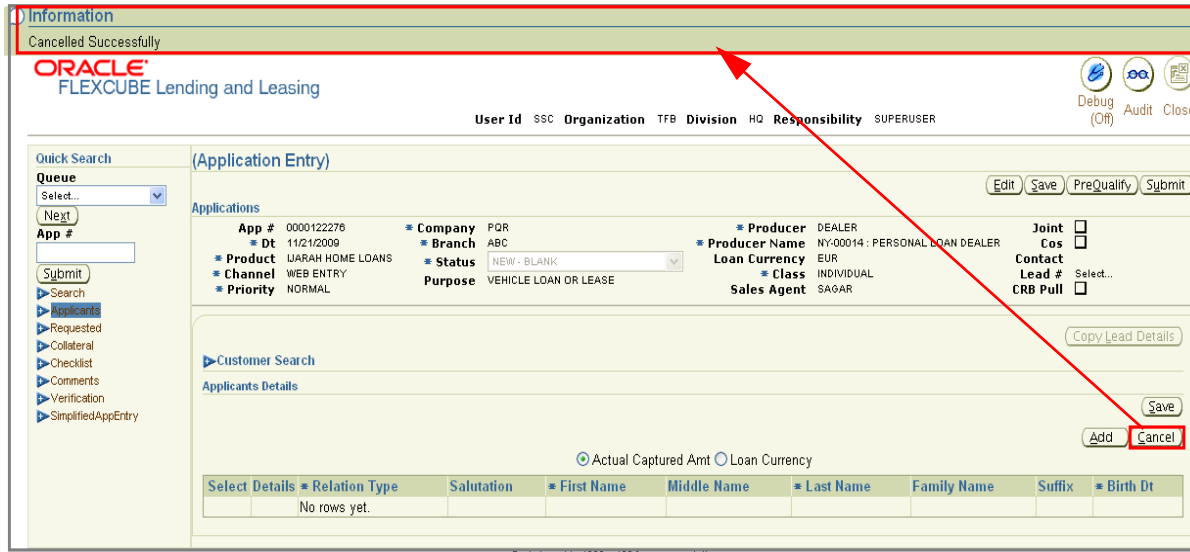 Information
Cancelled Successfully
ORACLE
FLEXCUBE Lending and Leasing
Debug (Off) Audit Close
User Id SSC Organization TFB Division HQ Responsibility SUPERUSER
Quick Search
Queue
Select...
Next
App #
Submit
Search
Applicants
Requested
Collateral
Checklist
Comments
Verification
SimplifiedAppEntry
(Application Entry)
Edit Save PreQualify Submit
Applications
App # 0000122276 * Company PQR * Producer DEALER Joint
* Dt 11/21/2009 * Branch ABC * Producer Name NY-00014 : PERSONAL LOAN DEALER Cos
* Product IJARAH HOME LOANS * Status NEW - BLANK Loan Currency EUR Contact
* Channel WEB ENTRY Purpose VEHICLE LOAN OR LEASE * Class INDIVIDUAL Lead # Select...
* Priority NORMAL Sales Agent SAGAR CRB Pull
Copy Lead Details
Customer Search
Applicants Details
Save
Add Cancel
Actual Captured Amt Loan Currency
Select Details * Relation Type Salutation * First Name Middle Name * Last Name Family Name Suffix * Birth Dt
No rows yet.